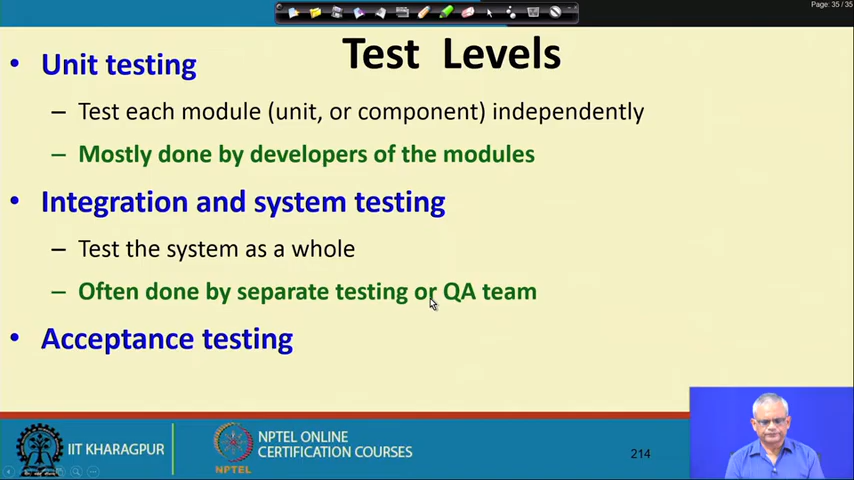 Page: 35 / 35
Test Levels
• Unit testing
– Test each module (unit, or component) independently
– Mostly done by developers of the modules
• Integration and system testing
– Test the system as a whole
– Often done by separate testing or QA team
• Acceptance testing
IIT KHARAGPUR
NPTEL
NPTEL ONLINE
CERTIFICATION COURSES
214